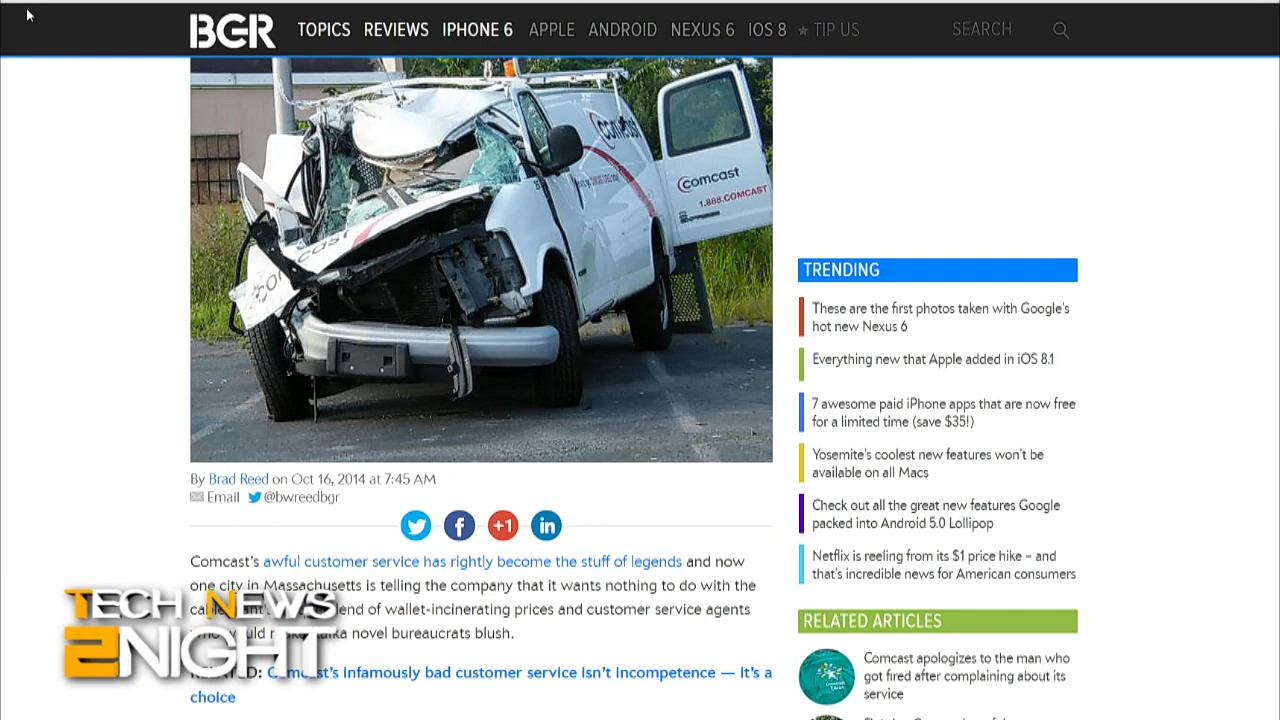 BGR TOPICS REVIEWS IPHONE 6 APPLE ANDROID NEXUS 6 IOS 8 ★ TIP US SEARCH
comcast
comcast
1.888.COMCAST
By Brad Reed on Oct 16, 2014 at 7:45 AM
Email @bwreedbgr
+1 in
Comcast's awful customer service has rightly become the stuff of legends and now
one city in Massachusetts is telling the company that it wants nothing to do with the
end of wallet-incinerating prices and customer service agents
novel bureaucrats blush.
Comcast's infamously bad customer service isn't incompetence — it's a
choice
TECH NEWS
2NIGHT
TRENDING
These are the first photos taken with Google's
hot new Nexus 6
Everything new that Apple added in iOS 8.1
7 awesome paid iPhone apps that are now free
for a limited time (save $35!)
Yosemite's coolest new features won't be
available on all Macs
Check out all the great new features Google
packed into Android 5.0 Lollipop
Netflix is reeling from its $1 price hike – and
that's incredible news for American consumers
RELATED ARTICLES
Comcast apologizes to the man who
got fired after complaining about its
service